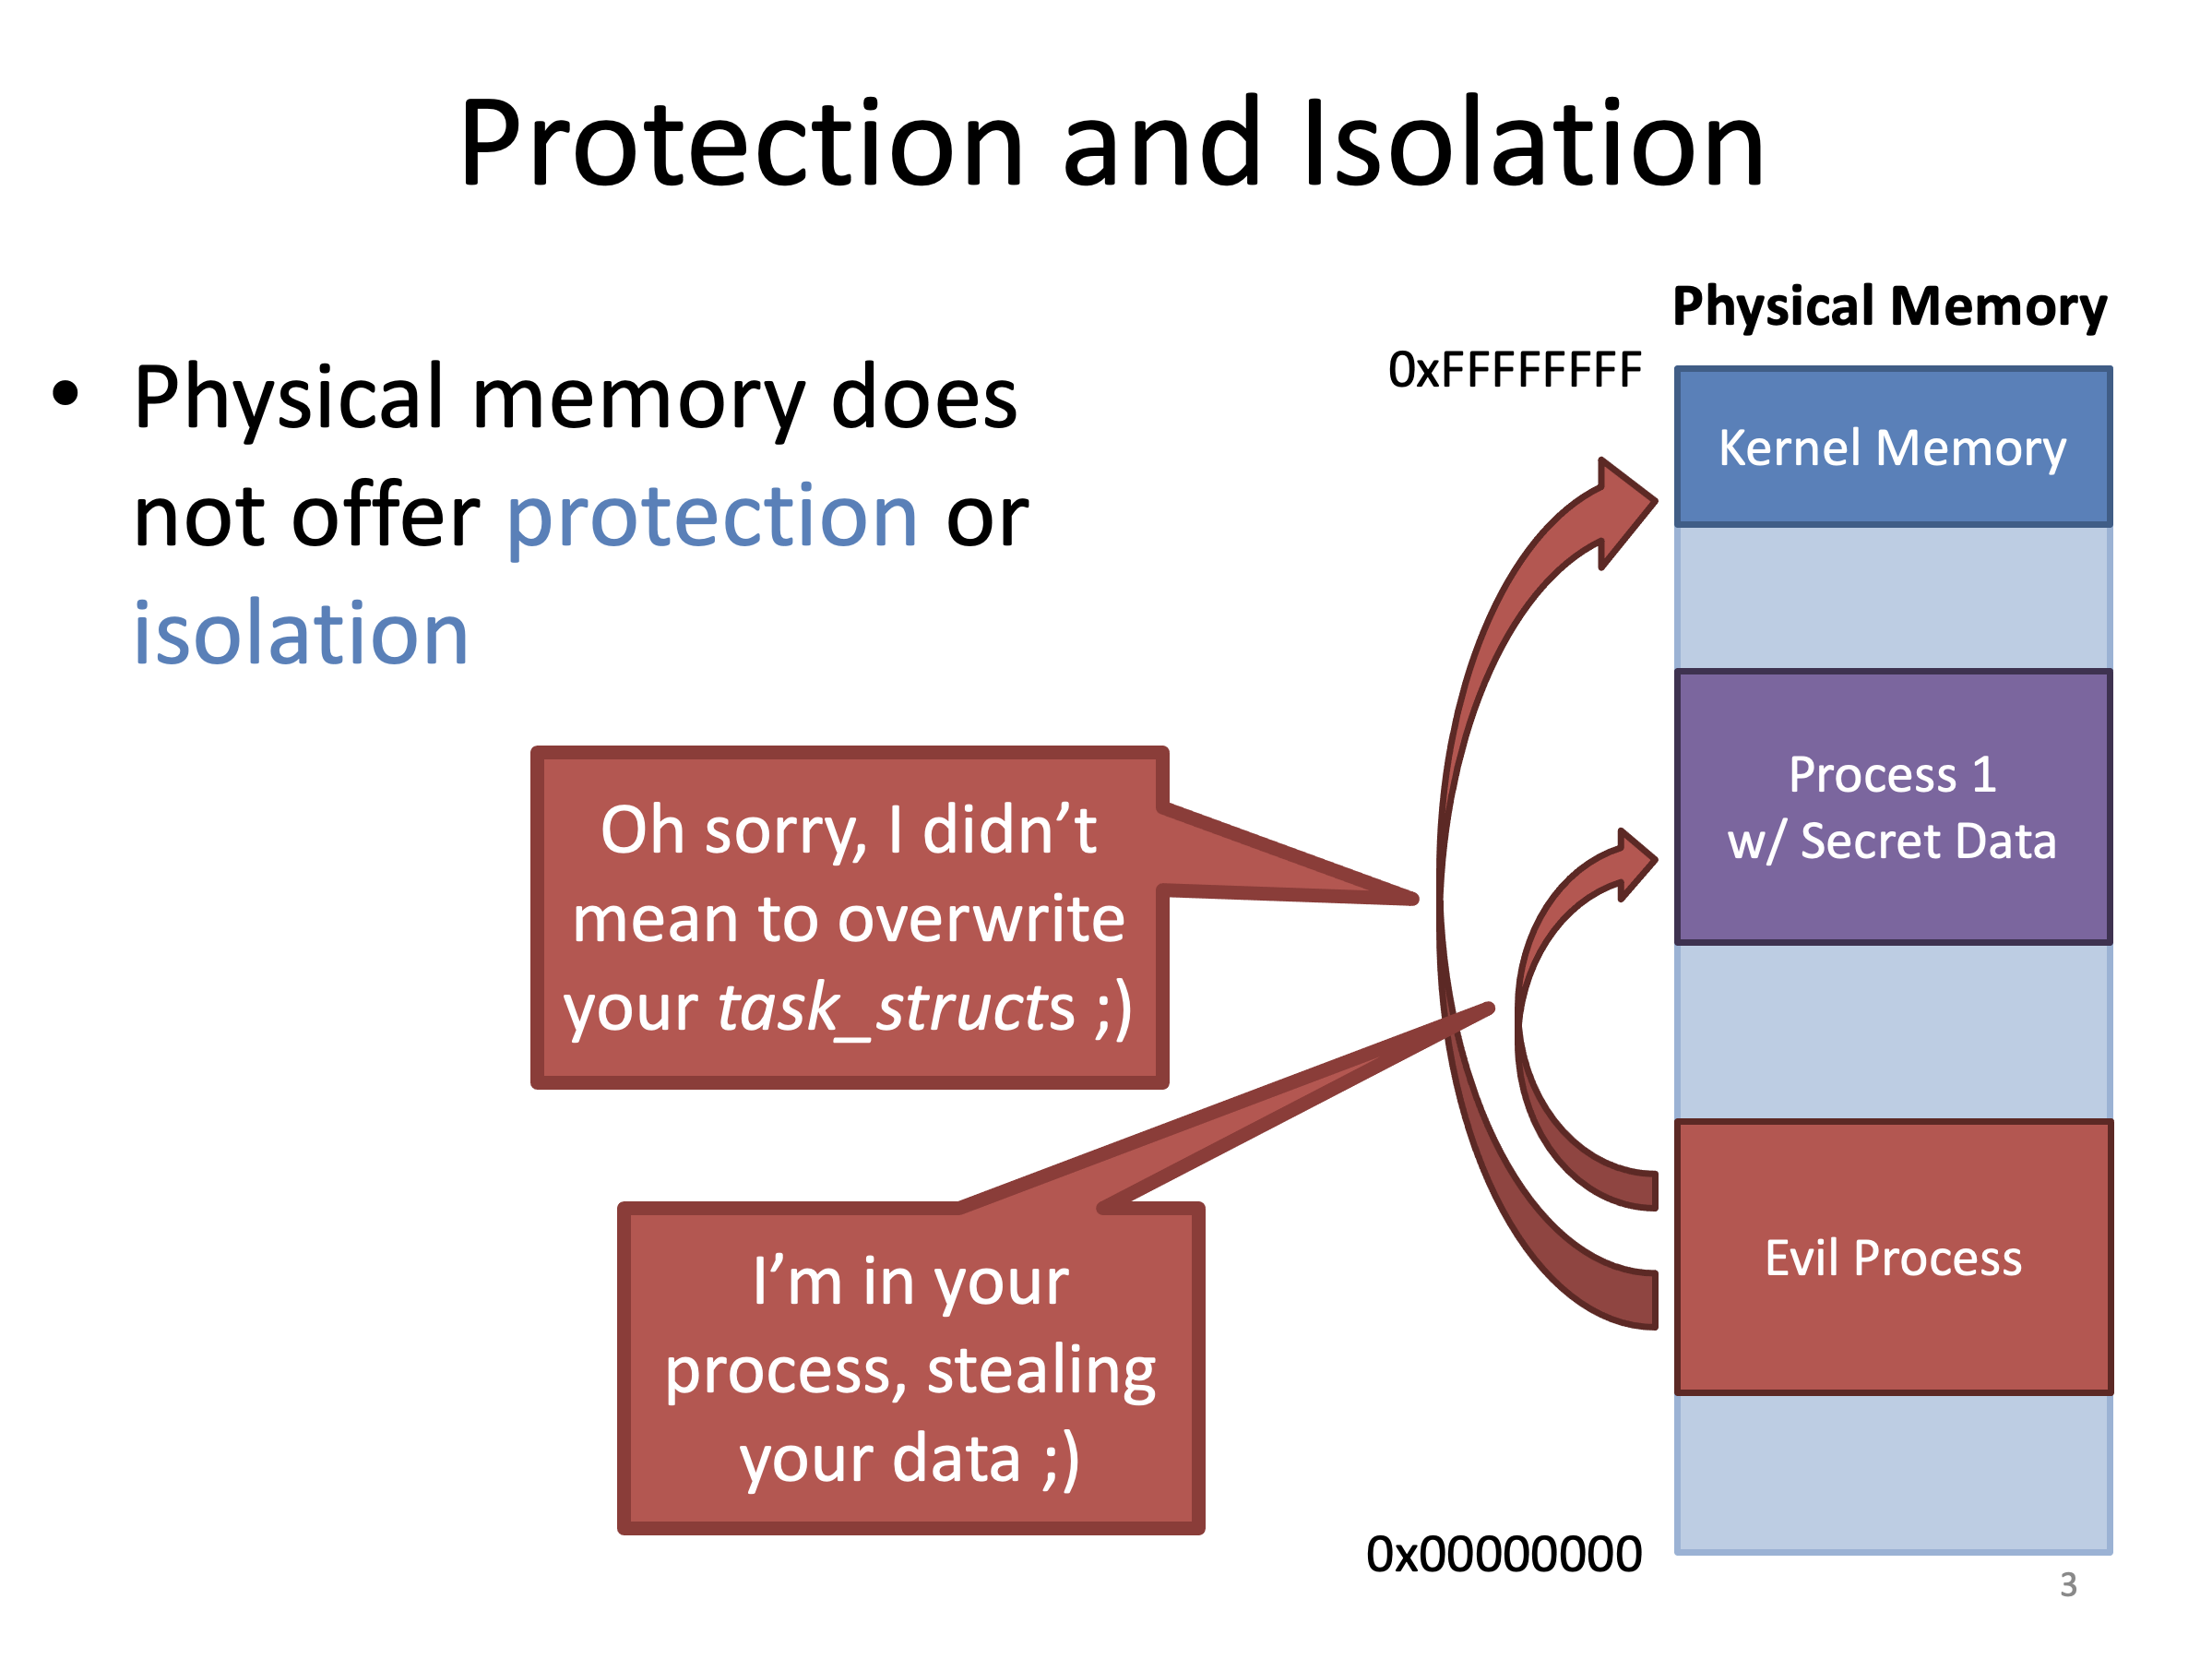 Protection and Isolation
• Physical memory does
not offer protection or
isolation
Physical Memory
0xFFFFFFFF
Kernel Memory
Process 1
w/ Secret Data
Oh sorry, I didn’t
mean to overwrite
your task_structs ;)
I’m in your
process, stealing
your data ;)
Evil Process
0x00000000
3